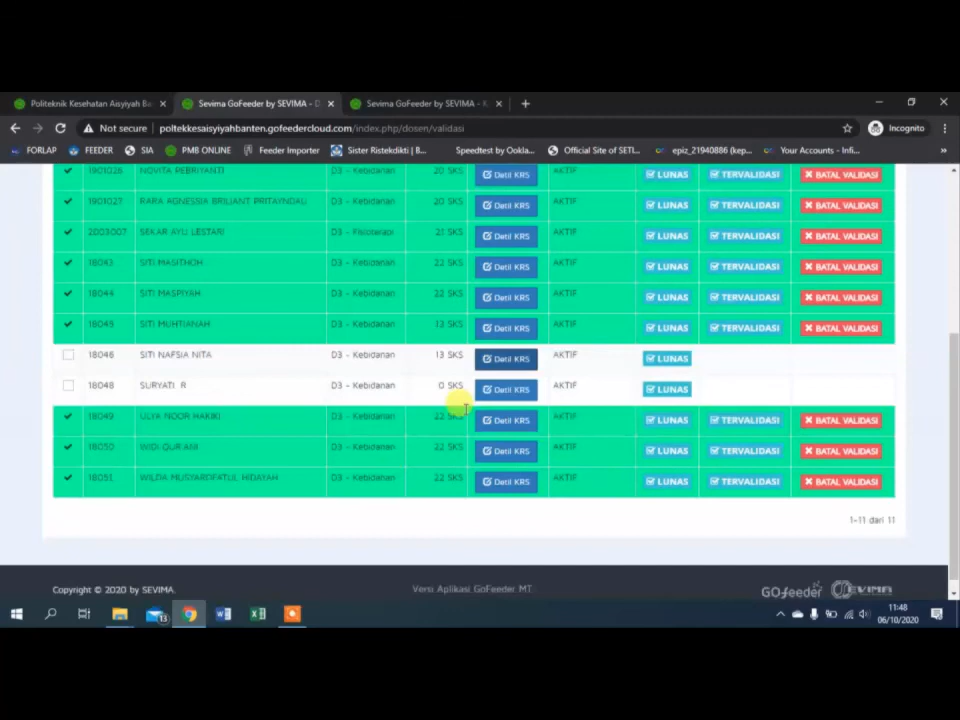 Politeknik Kesehatan Aisyiyah Ba
Sevima GoFeeder by SEVIMA - D
Sevima GoFeeder by SEVIMA - K
Not secure | poltekkesaisyiyahbanten.gofeedercloud.com/index.php/dosen/validasi
Incognito
FORLAP FEEDER SIA PMB ONLINE Feeder Importer Sister Ristekdikti | B... Speedtest by Ookla... Official Site of SETI... epiz_21940886 (kep... Your Accounts - Infi... »
1901026 NOVITA PEBRIYANTI D3 - Kebidanan 20 SKS Detil KRS AKTIF LUNAS TERVALIDASI BATAL VALIDASI
1901027 RARA AGNESSIA BRILIANT PRITAYNDAU D3 - Kebidanan 20 SKS Detil KRS AKTIF LUNAS TERVALIDASI BATAL VALIDASI
2003007 SEKAR AYU LESTARI D3 - Fisioterapi 21 SKS Detil KRS AKTIF LUNAS TERVALIDASI BATAL VALIDASI
18043 SITI MASITHOH D3 - Kebidanan 22 SKS Detil KRS AKTIF LUNAS TERVALIDASI BATAL VALIDASI
18044 SITI MASPIYAH D3 - Kebidanan 22 SKS Detil KRS AKTIF LUNAS TERVALIDASI BATAL VALIDASI
18045 SITI MUHTIANAH D3 - Kebidanan 13 SKS Detil KRS AKTIF LUNAS TERVALIDASI BATAL VALIDASI
18046 SITI NAFSIA NITA D3 - Kebidanan 13 SKS Detil KRS AKTIF LUNAS
18048 SURYATI R D3 - Kebidanan 0 SKS Detil KRS AKTIF LUNAS
18049 ULYA NOOR HAKIKI D3 - Kebidanan 22 SKS Detil KRS AKTIF LUNAS TERVALIDASI BATAL VALIDASI
18050 WIDI QUR'ANI D3 - Kebidanan 22 SKS Detil KRS AKTIF LUNAS TERVALIDASI BATAL VALIDASI
18051 WILDA MUSYAROFATUL HIDAYAH D3 - Kebidanan 22 SKS Detil KRS AKTIF LUNAS TERVALIDASI BATAL VALIDASI
1-11 dari 11
Copyright © 2020 by SEVIMA.
Versi Aplikasi GoFeeder MT
GOfeeder SEVIMA
13
11:48
06/10/2020